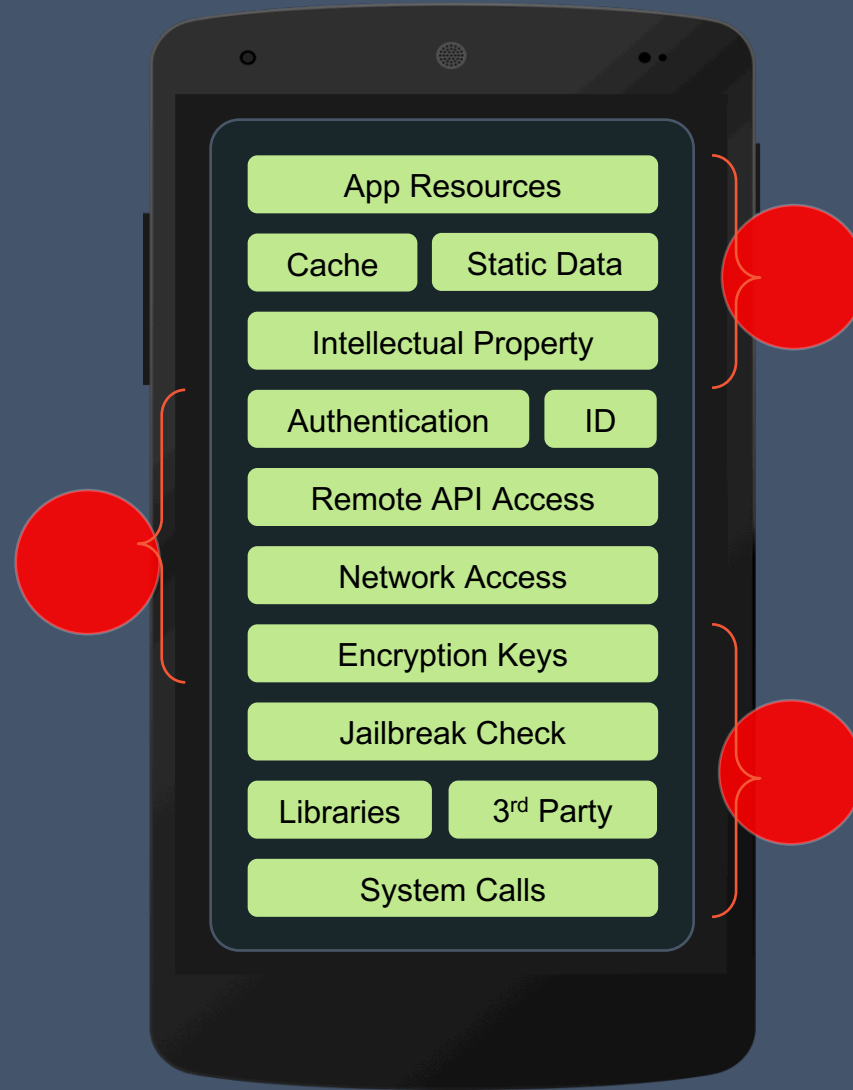 App Resources
Cache Static Data
Intellectual Property
Authentication ID
Remote API Access
Network Access
Encryption Keys
Jailbreak Check
Libraries 3rd Party
System Calls